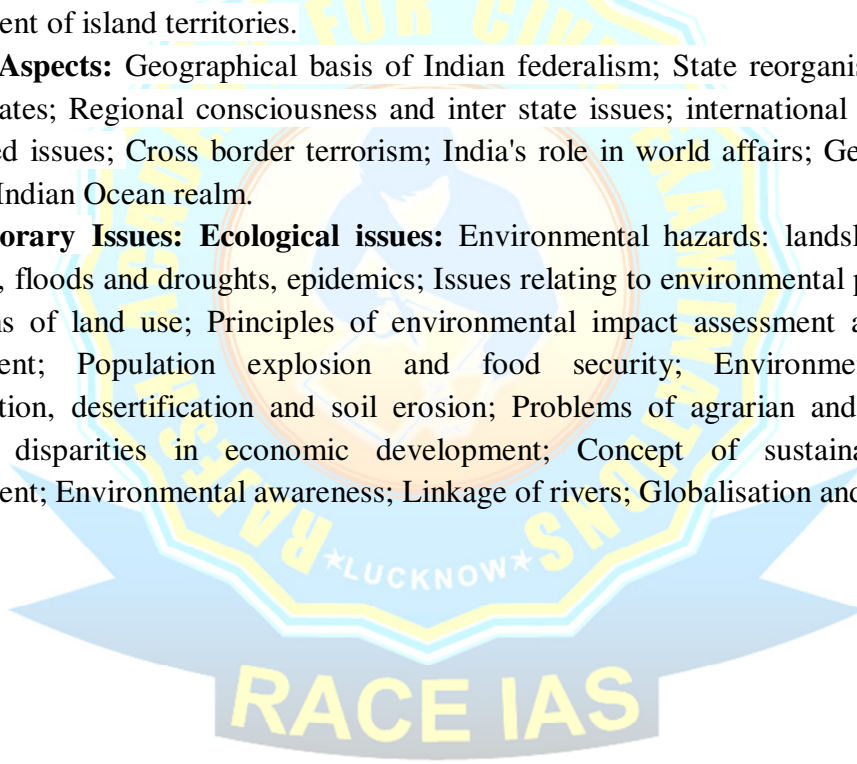 ent of island territories.
Aspects: Geographical basis of Indian federalism; State reorganis
ates; Regional consciousness and inter state issues; international
ed issues; Cross border terrorism; India's role in world affairs; Ge
Indian Ocean realm.
orary Issues: Ecological issues: Environmental hazards: landsl
, floods and droughts, epidemics; Issues relating to environmental p
ns of land use; Principles of environmental impact assessment a
ent; Population explosion and food security; Environme
tion, desertification and soil erosion; Problems of agrarian and
disparities in economic development; Concept of sustaina
ent; Environmental awareness; Linkage of rivers; Globalisation and
LUCKNOW
RACE IAS